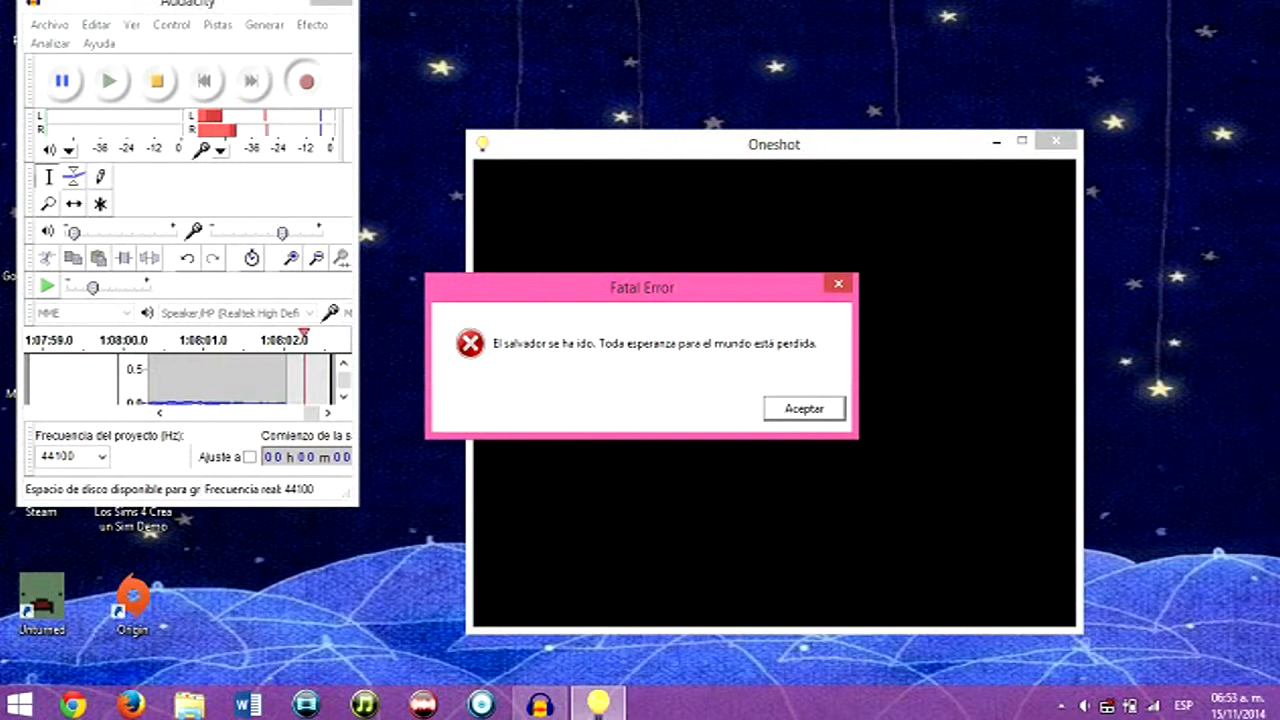 Audacity
Archivo Editar Ver Control Pistas Generar Efecto
Analizar Ayuda
L
R
-36 -24 -12 0
L
R
-36 -24 -12 0
MME
Speaker/HP (Realtek High Defi
1:07:59.0 1:08:00.0 1:08:01.0 1:08:02.0
0.5
0.0
Frecuencia del proyecto (Hz):
Comienzo de la s
44100
Ajuste a
00 h 00 m 00
Espacio de disco disponible para gr Frecuencia real: 44100
Steam
Los Sims 4 Crea
un Sim Demo
Unturned
Origin
Oneshot
Fatal Error
El salvador se ha ido. Toda esperanza para el mundo está perdida.
Aceptar
ESP
06:53 a. m.
15/11/2014